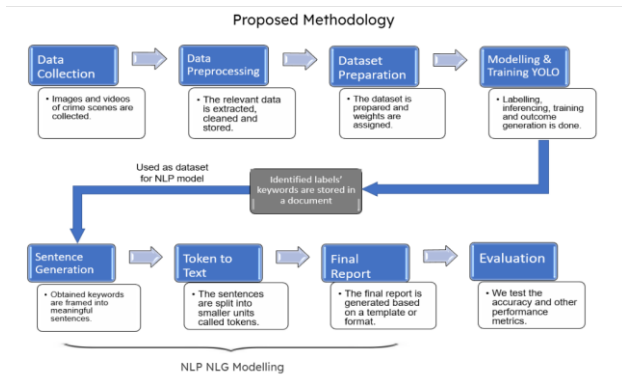 Proposed Methodology
Data
Collection
• Images and videos
of crime scenes are
collected.
Data
Preprocessing
• The relevant data
is extracted,
cleaned and
stored.
Dataset
Preparation
• The dataset is
prepared and
weights are
assigned.
Modelling &
Training YOLO
• Labelling,
inferencing, training
and outcome
generation is done.
Used as dataset
for NLP model
Identified labels'
keywords are stored in
a document
Sentence
Generation
• Obtained keywords
are framed into
meaningful
sentences.
Token to
Text
• The sentences
are split into
smaller units
called tokens.
Final
Report
• The final report is
generated based
on a template or
format.
Evaluation
• We test the
accuracy and other
performance
metrics.
NLP NLG Modelling